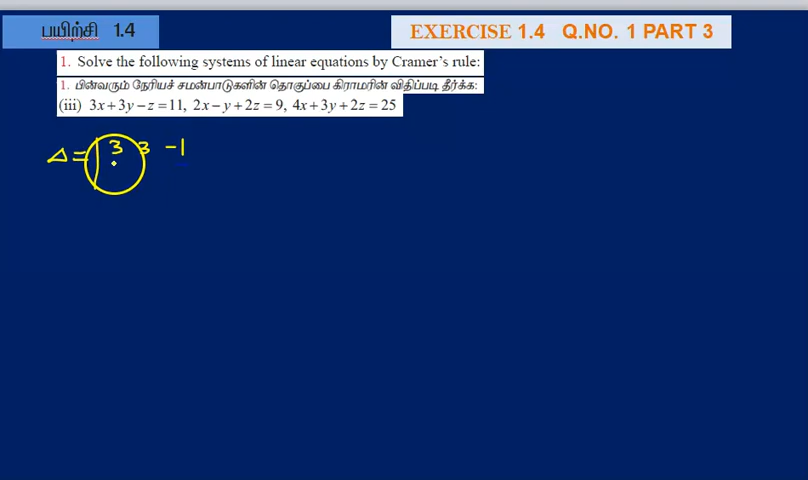 பயிற்சி 1.4
EXERCISE 1.4 Q.NO. 1 PART 3
1. Solve the following systems of linear equations by Cramer's rule:
1. பின்வரும் நேரியச் சமன்பாடுகளின் தொகுப்பை கிராமரின் விதிப்படி தீர்க்க:
(iii) 3x+3y−z=11, 2x−y+2z=9, 4x+3y+2z=25
Δ=| 3 3 -1